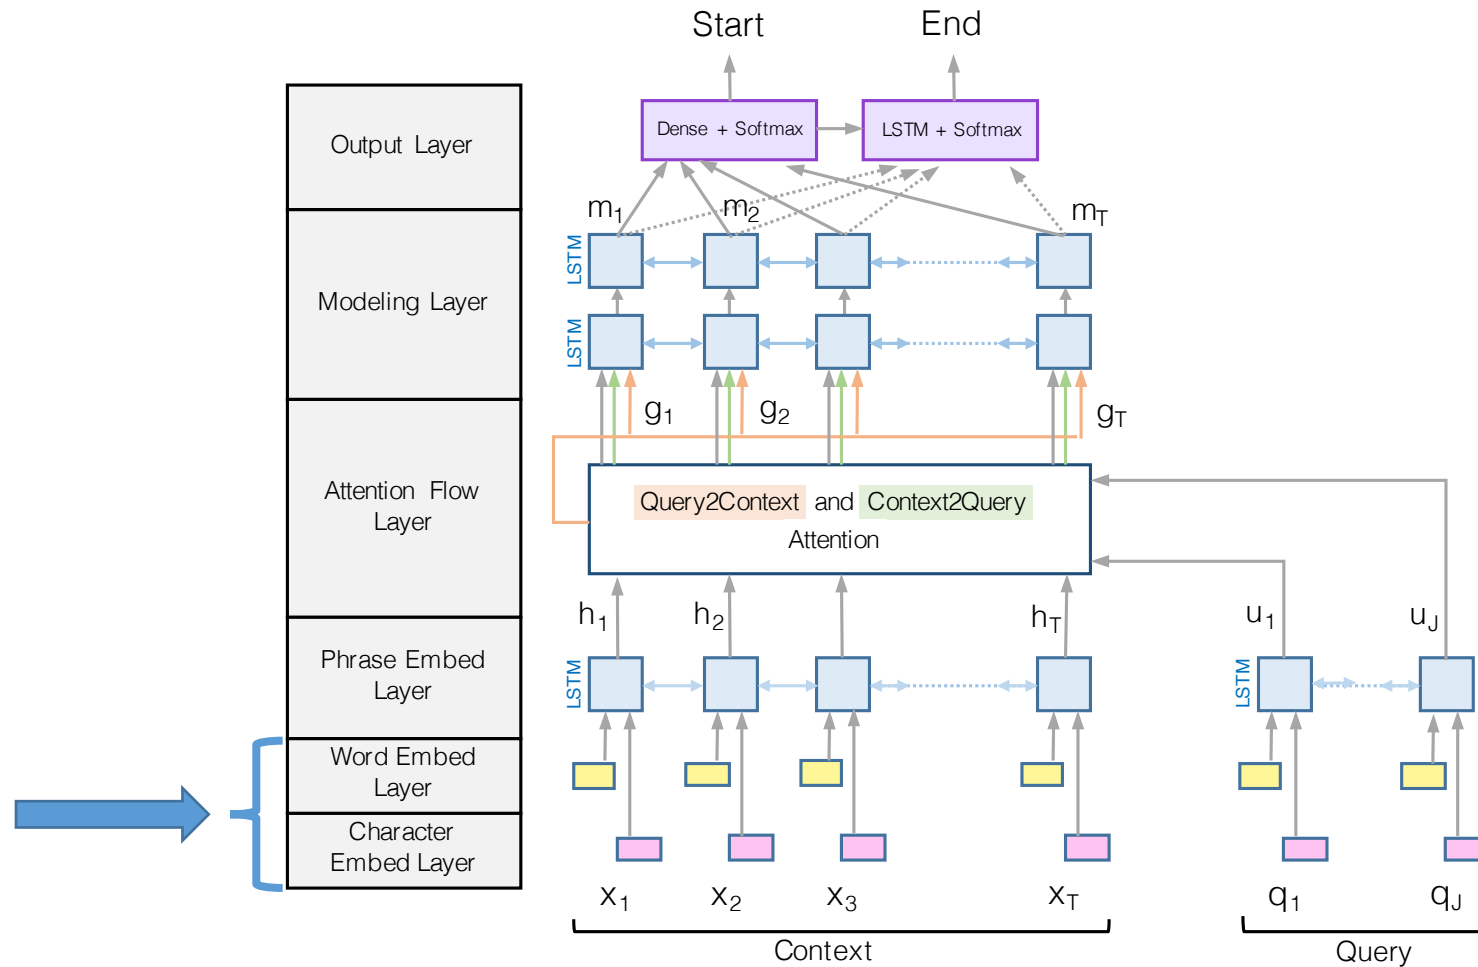 Start End
Output Layer
Dense + Softmax
LSTM + Softmax
m1 m2 mT
Modeling Layer
LSTM
LSTM
g1 g2 gT
Attention Flow
Layer
Query2Context and Context2Query
Attention
h1 h2 hT u1 uJ
Phrase Embed
Layer
LSTM
LSTM
Word Embed
Layer
Character
Embed Layer
x1 x2 x3 xT q1 qJ
Context Query